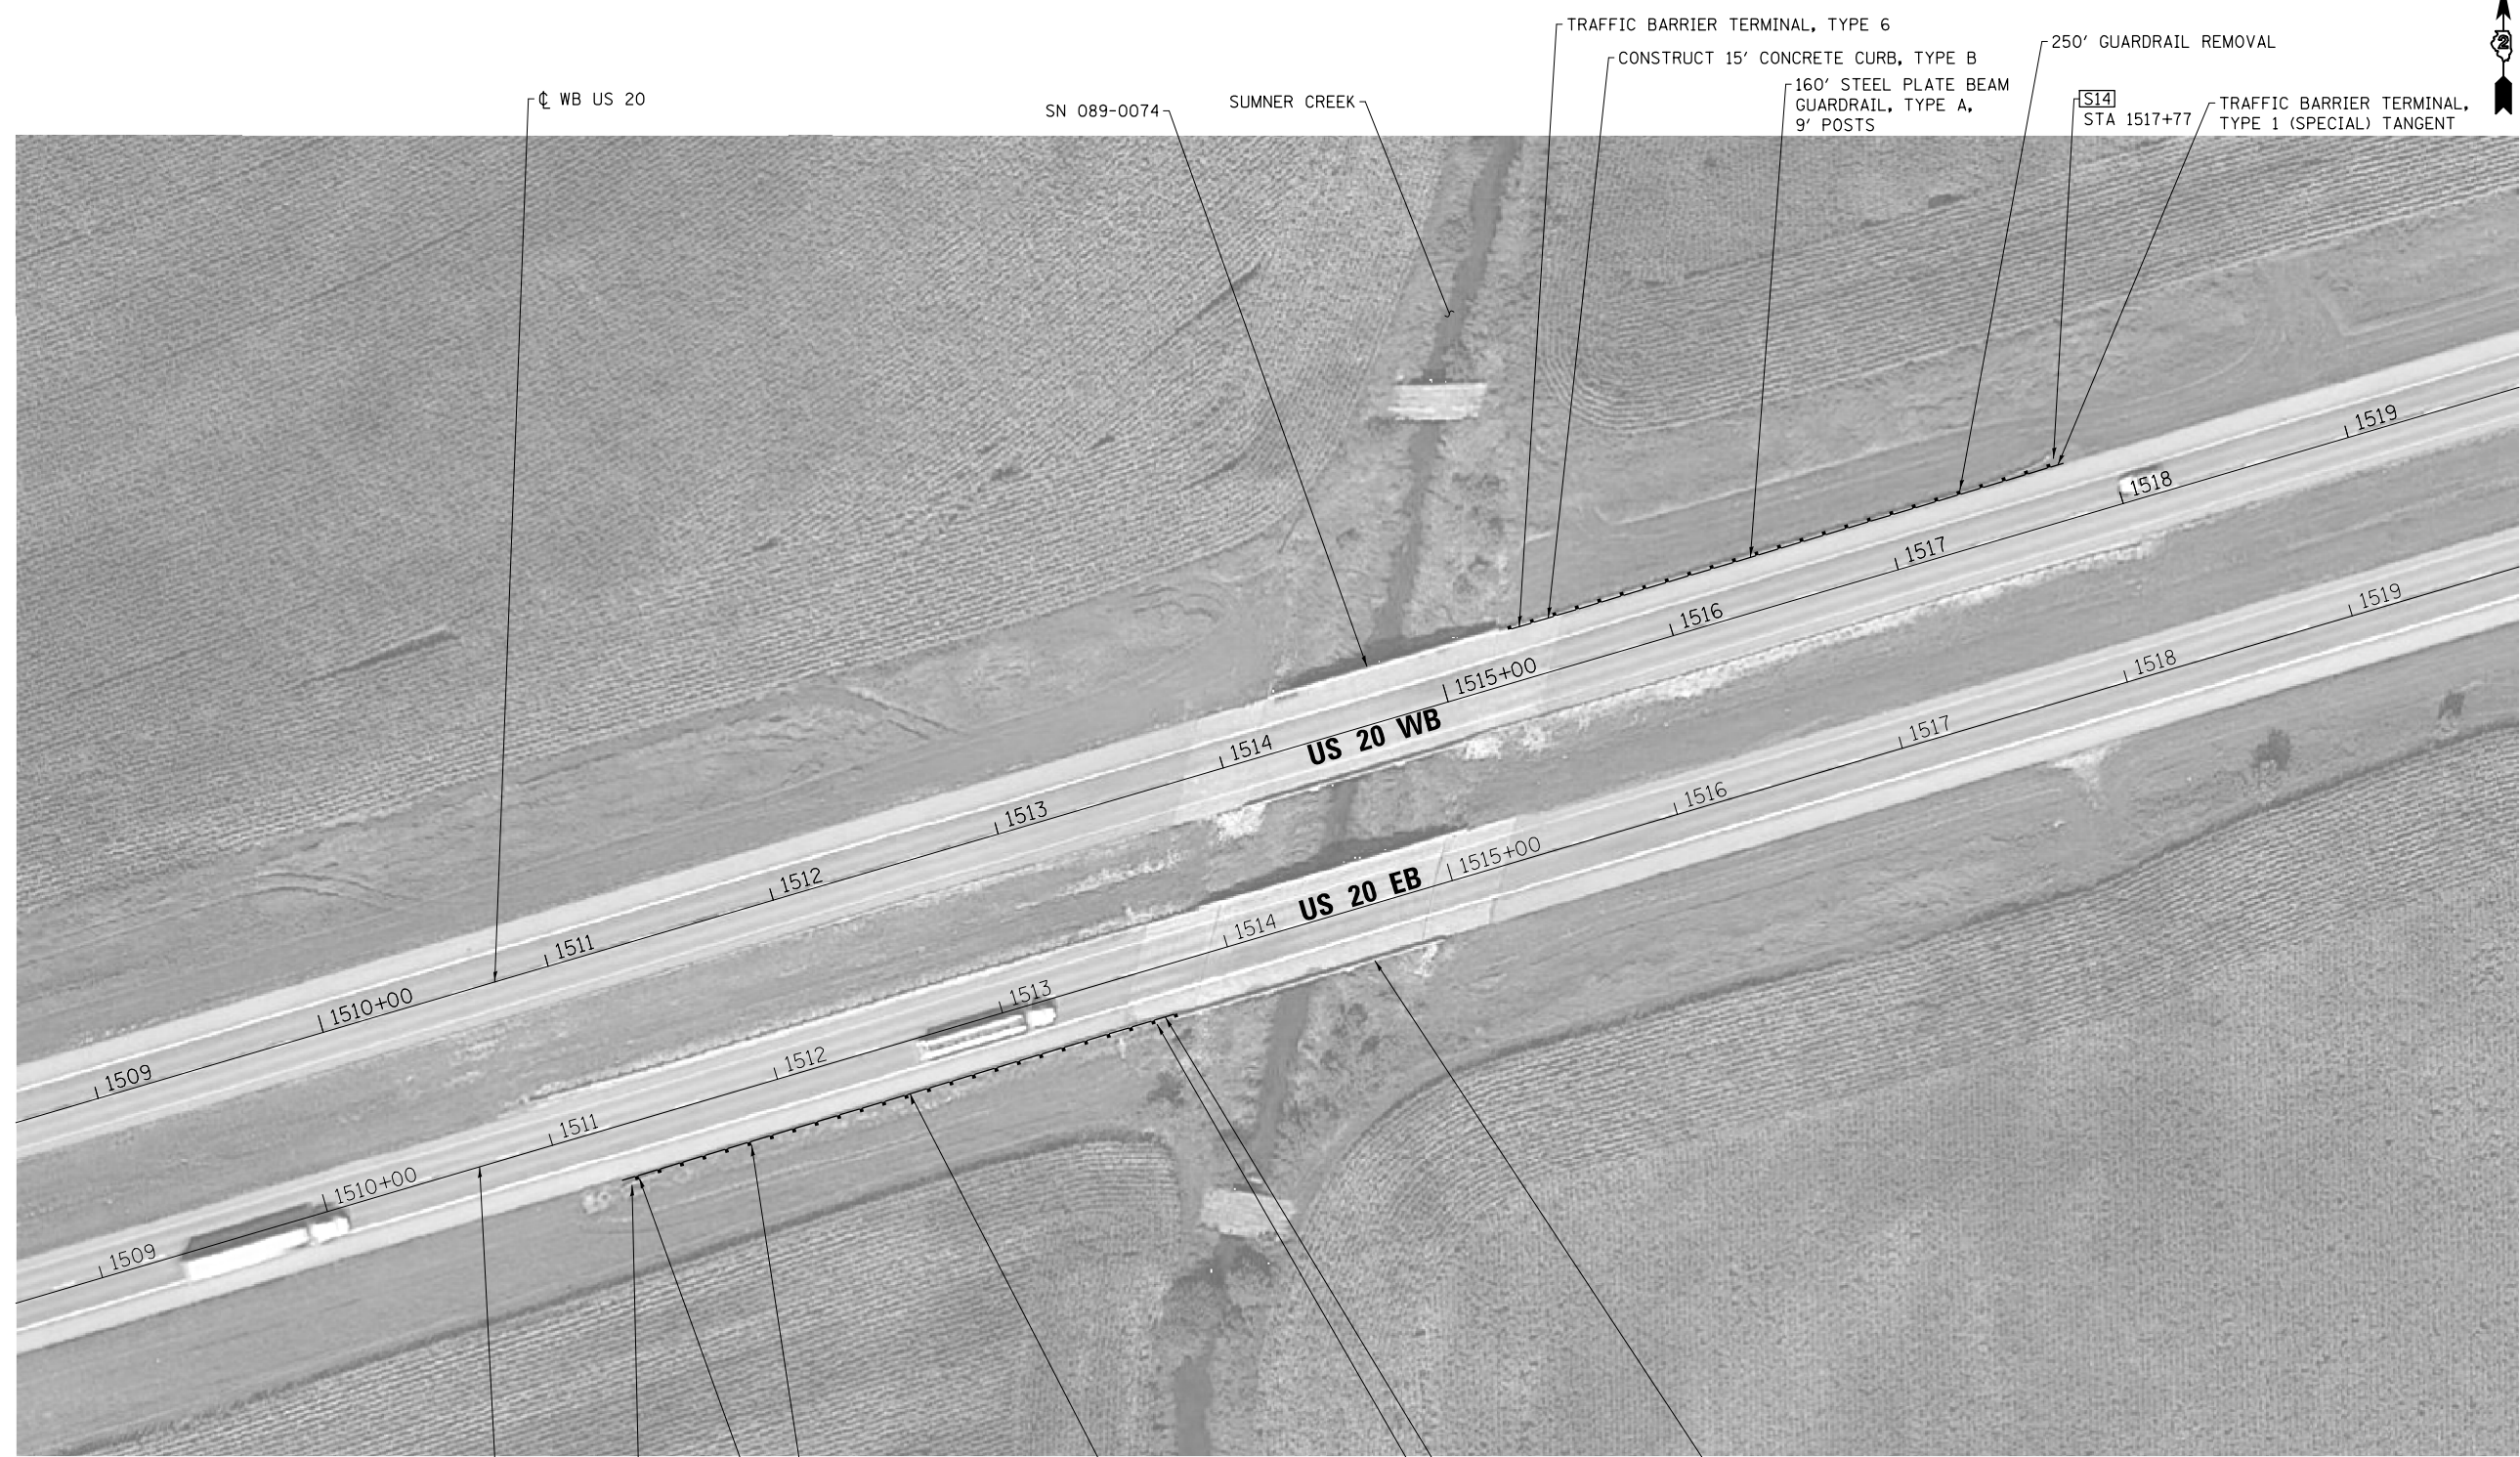 TRAFFIC BARRIER TERMINAL, TYPE 6
CONSTRUCT 15' CONCRETE CURB, TYPE B
250' GUARDRAIL REMOVAL
2
℄ WB US 20
SN 089-0074
SUMNER CREEK
160' STEEL PLATE BEAM
GUARDRAIL, TYPE A,
9' POSTS
S14
STA 1517+77
TRAFFIC BARRIER TERMINAL,
TYPE 1 (SPECIAL) TANGENT
1509
1510+00
1511
1512
1513
1514
1515+00
1516
1517
1518
1519
US 20 WB
1509
1510+00
1511
1512
1513
1514
1515+00
1516
1517
1518
1519
US 20 EB